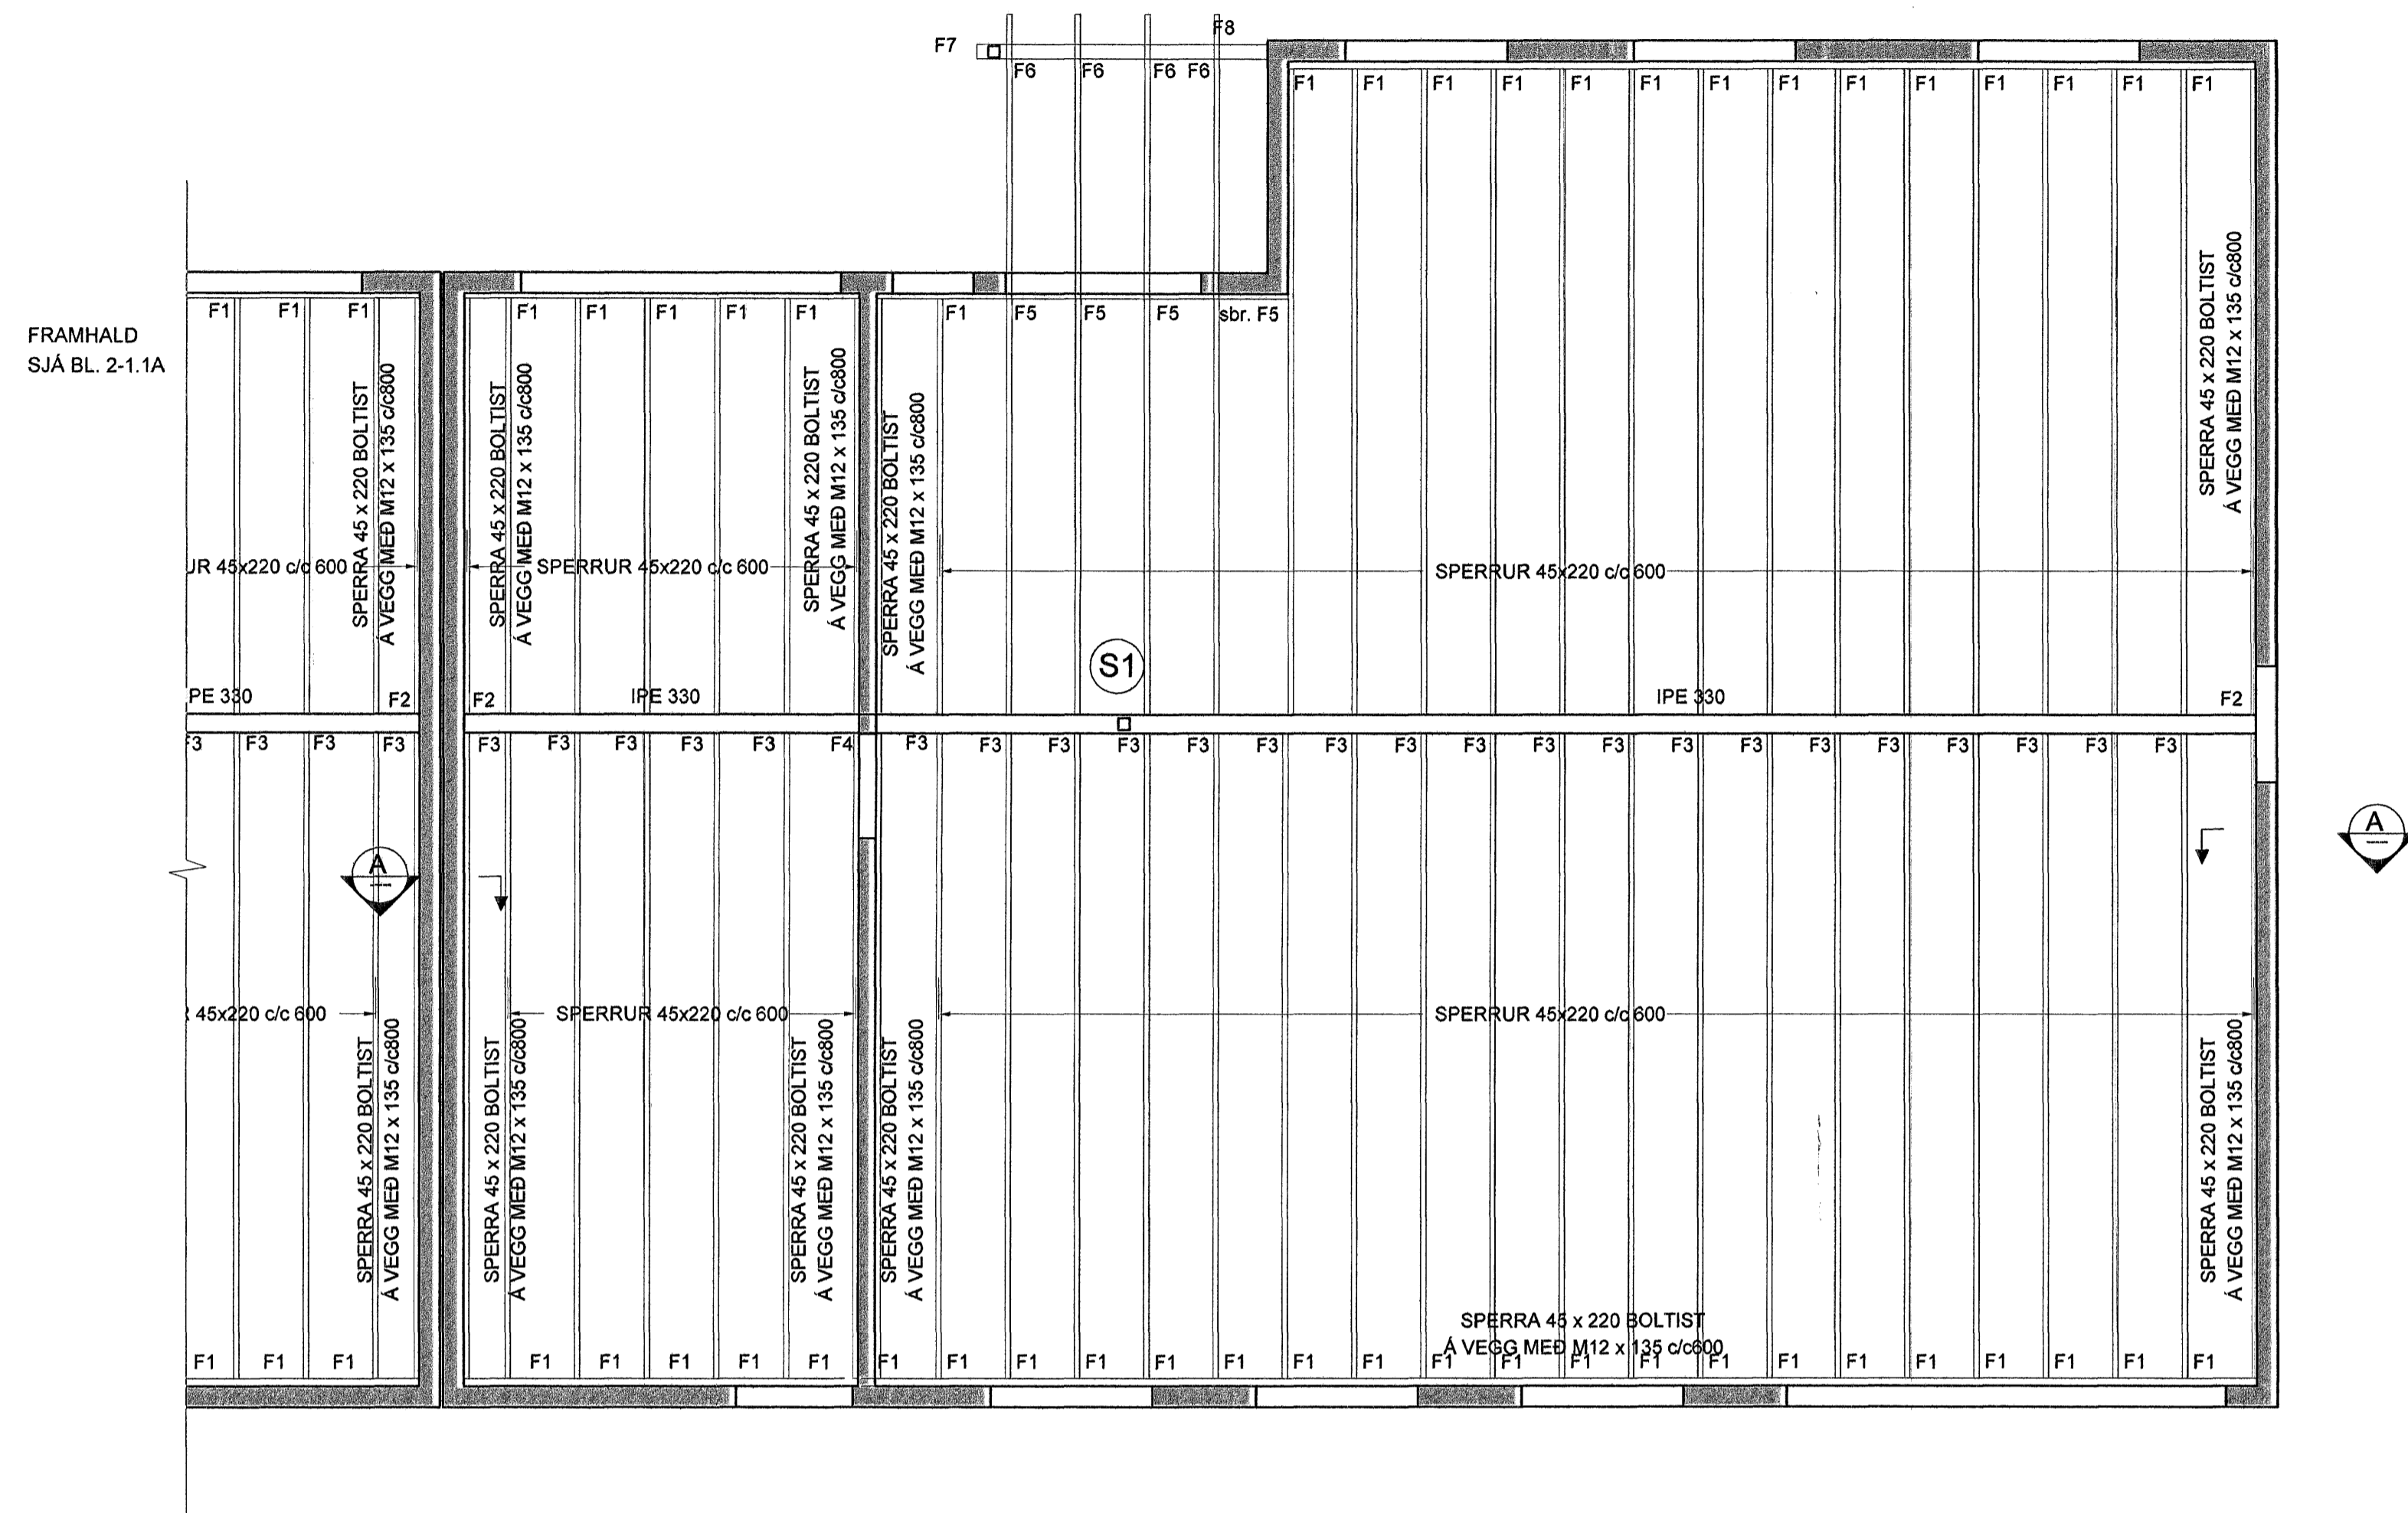 F8
F7
F6 F6 F6 F6
F1 F1 F1 F1 F1 F1 F1 F1 F1 F1 F1 F1 F1 F1
F1 F1 F1 F1 F1 F1 F1 F1 F1 F5 F5 F5 sbr. F5
FRAMHALD
SJÁ BL. 2-1.1A
SPERRA 45 x 220 BOLTIST
Á VEGG MEÐ M12 x 135 c/c800
SPERRA 45 x 220 BOLTIST
Á VEGG MEÐ M12 x 135 c/c800
SPERRA 45 x 220 BOLTIST
Á VEGG MEÐ M12 x 135 c/c800
SPERRA 45 x 220 BOLTIST
Á VEGG MEÐ M12 x 135 c/c800
SPERRA 45 x 220 BOLTIST
Á VEGG MEÐ M12 x 135 c/c800
UR 45x220 c/c 600
SPERRUR 45x220 c/c 600
SPERRUR 45x220 c/c 600
S1
PE 330 F2 F2 IPE 330 IPE 330 F2
F3 F3 F3 F3 F3 F3 F3 F3 F3 F4 F3 F3 F3 F3 F3 F3 F3 F3 F3 F3 F3 F3 F3 F3 F3 F3 F3 F3 F3
A
A
R 45x220 c/c 600
SPERRUR 45x220 c/c 600
SPERRUR 45x220 c/c 600
SPERRA 45 x 220 BOLTIST
Á VEGG MEÐ M12 x 135 c/c800
SPERRA 45 x 220 BOLTIST
Á VEGG MEÐ M12 x 135 c/c800
SPERRA 45 x 220 BOLTIST
Á VEGG MEÐ M12 x 135 c/c800
SPERRA 45 x 220 BOLTIST
Á VEGG MEÐ M12 x 135 c/c800
SPERRA 45 x 220 BOLTIST
Á VEGG MEÐ M12 x 135 c/c800
SPERRA 45 x 220 BOLTIST
Á VEGG MEÐ M12 x 135 c/c600
F1 F1 F1 F1 F1 F1 F1 F1 F1 F1 F1 F1 F1 F1 F1 F1 F1 F1 F1 F1 F1 F1 F1 F1 F1 F1 F1 F1